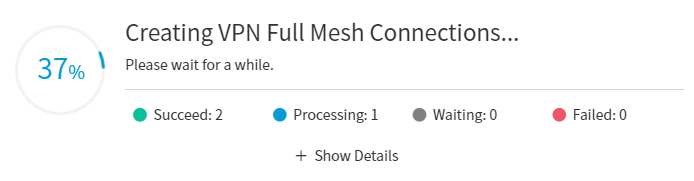 Creating VPN Full Mesh Connections...
37%
Please wait for a while.
Succeed: 2 Processing: 1 Waiting: 0 Failed: 0
+ Show Details